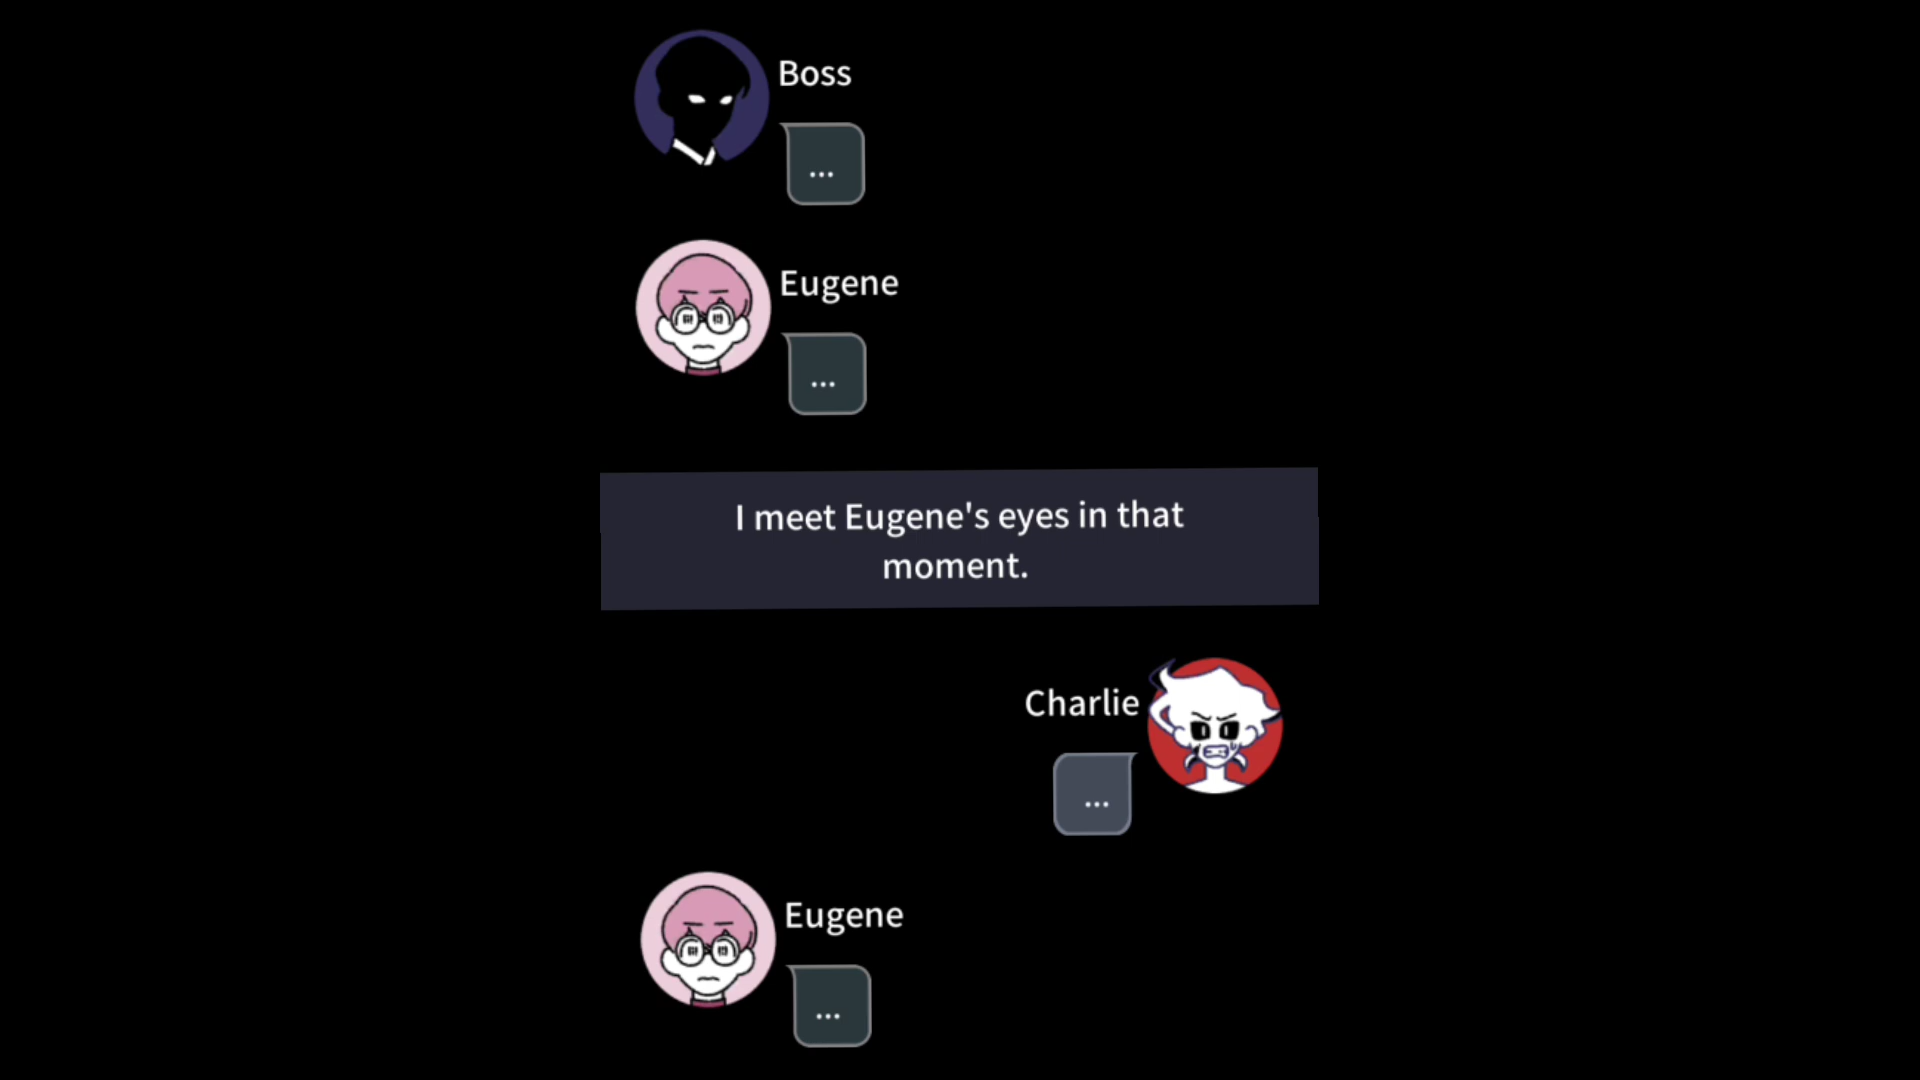 Boss
...
Eugene
...
I meet Eugene's eyes in that
moment.
Charlie
...
Eugene
...